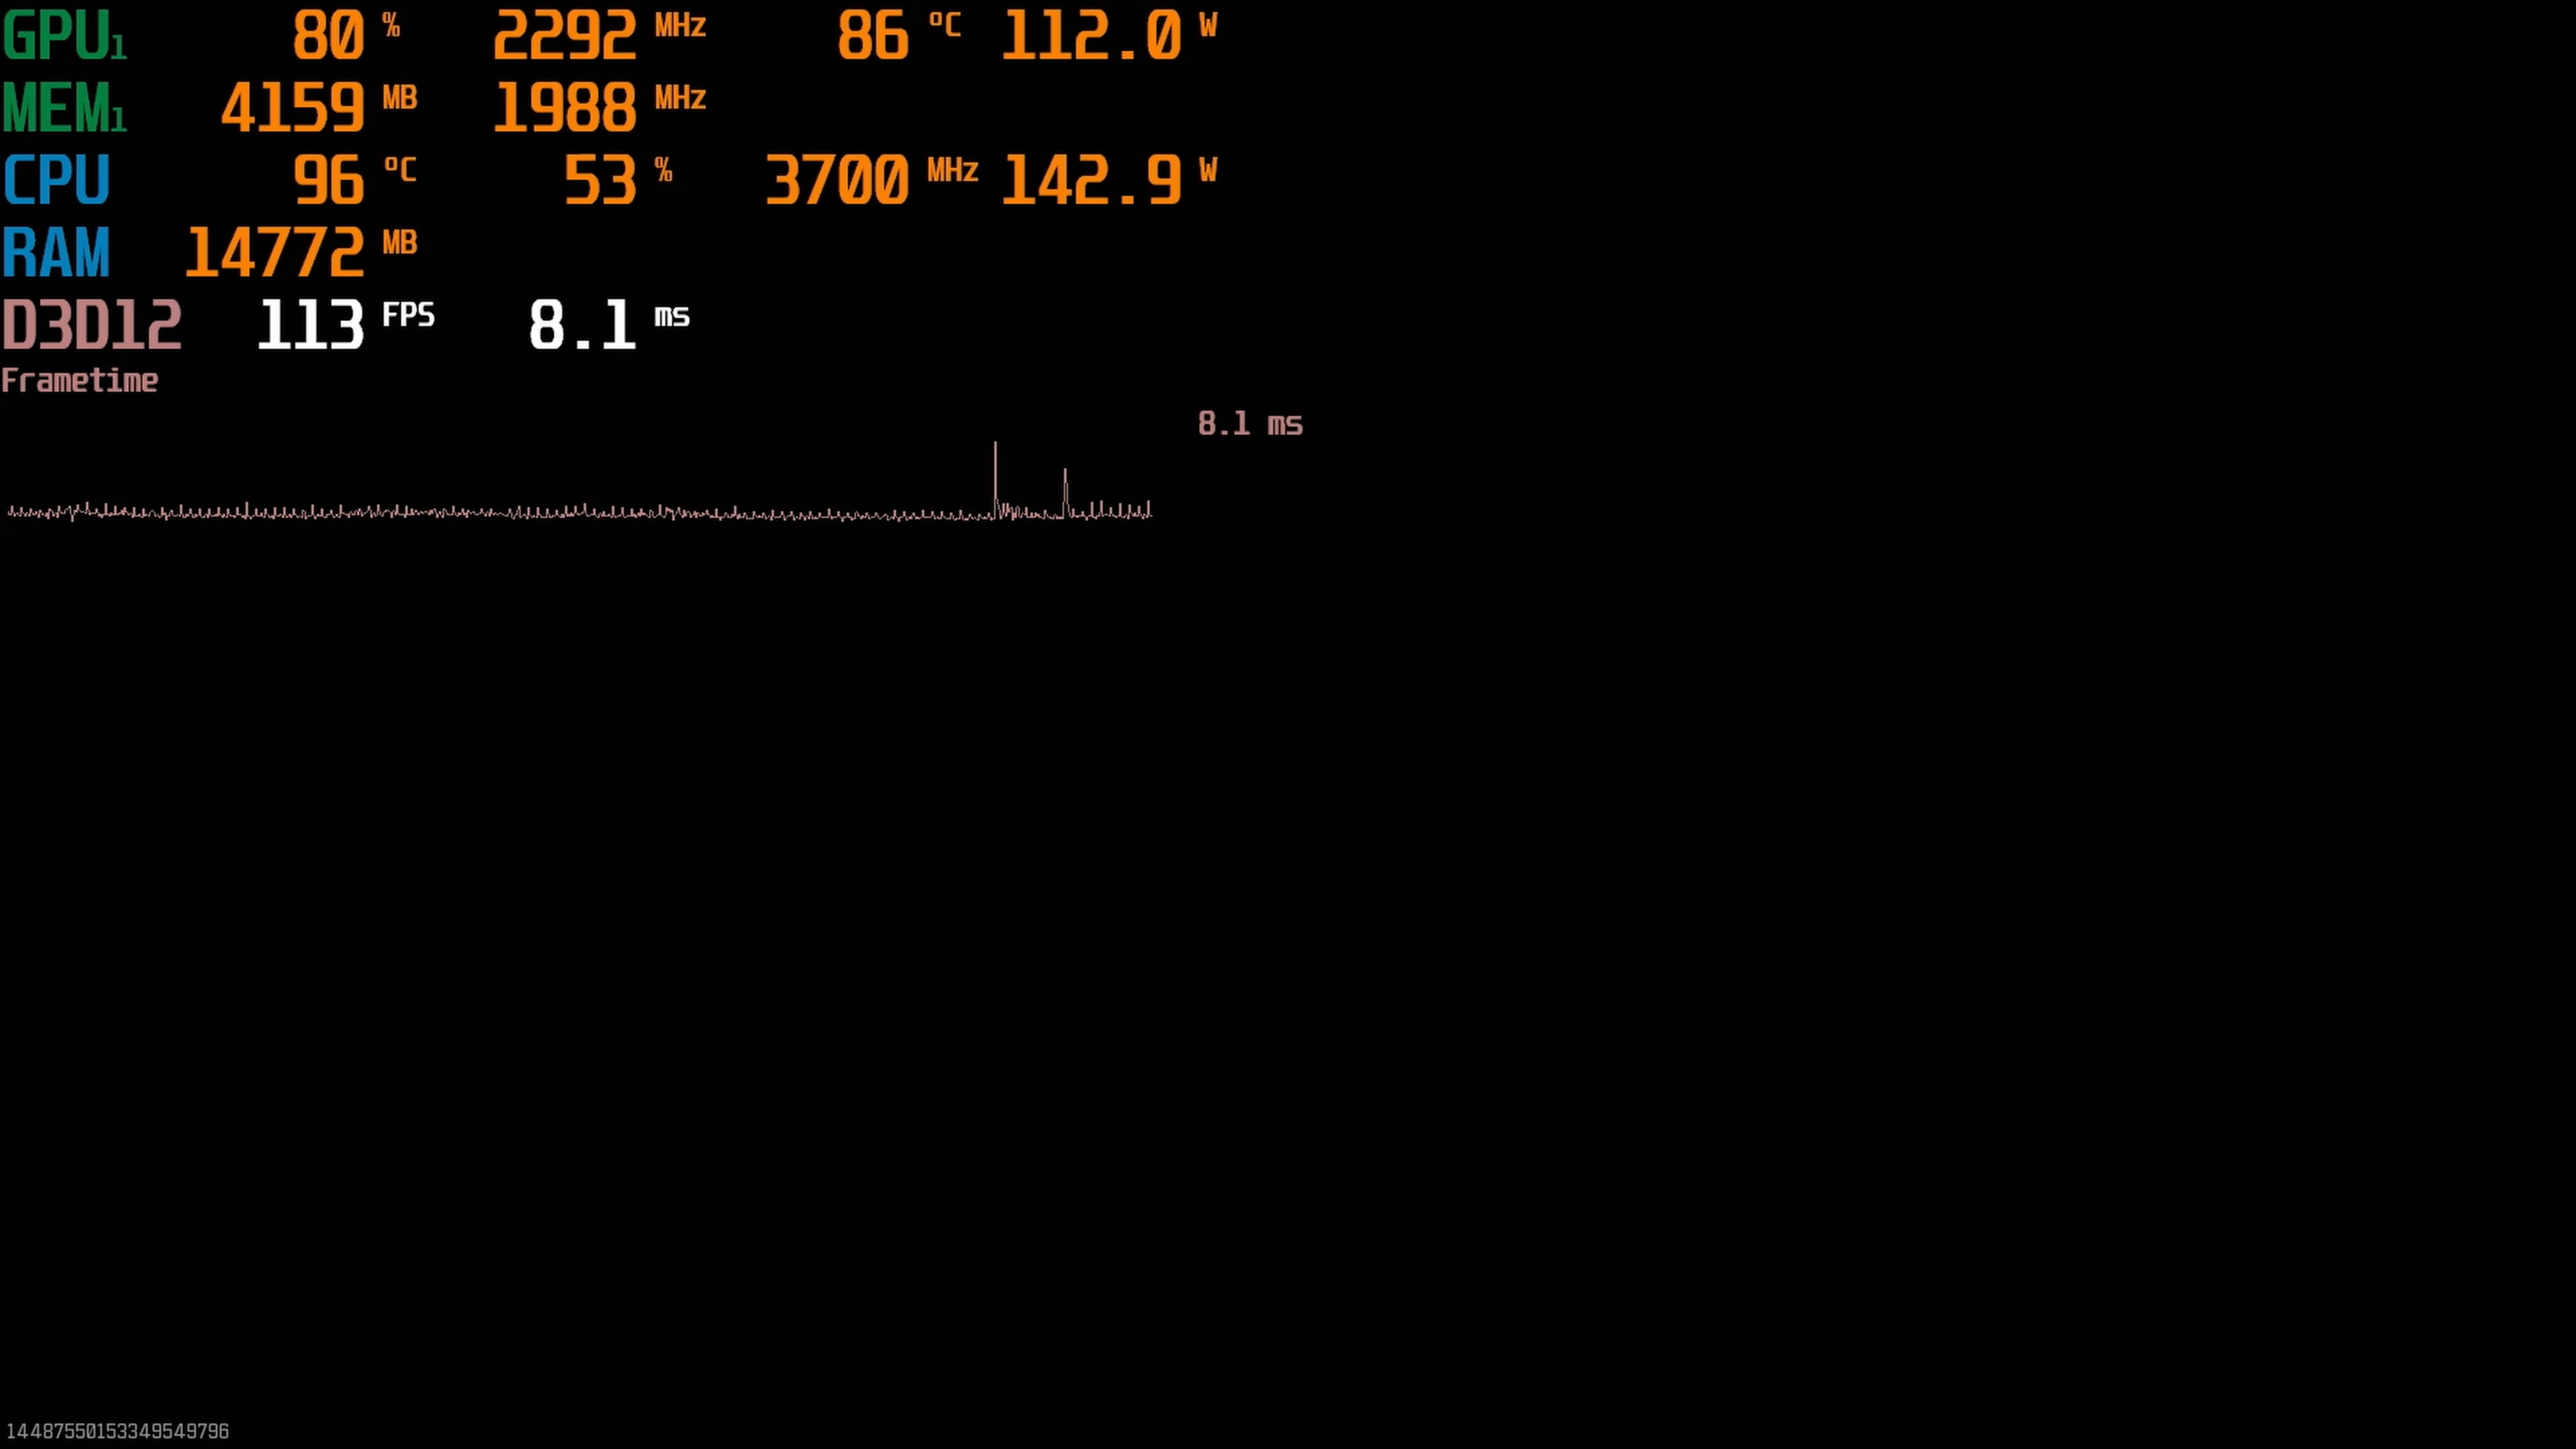 GPU1 80 % 2292 MHz 86 °C 112.0 W
MEM1 4159 MB 1988 MHz
CPU 96 °C 53 % 3700 MHz 142.9 W
RAM 14772 MB
D3D12 113 FPS 8.1 ms
Frametime
8.1 ms
14487550153349549796